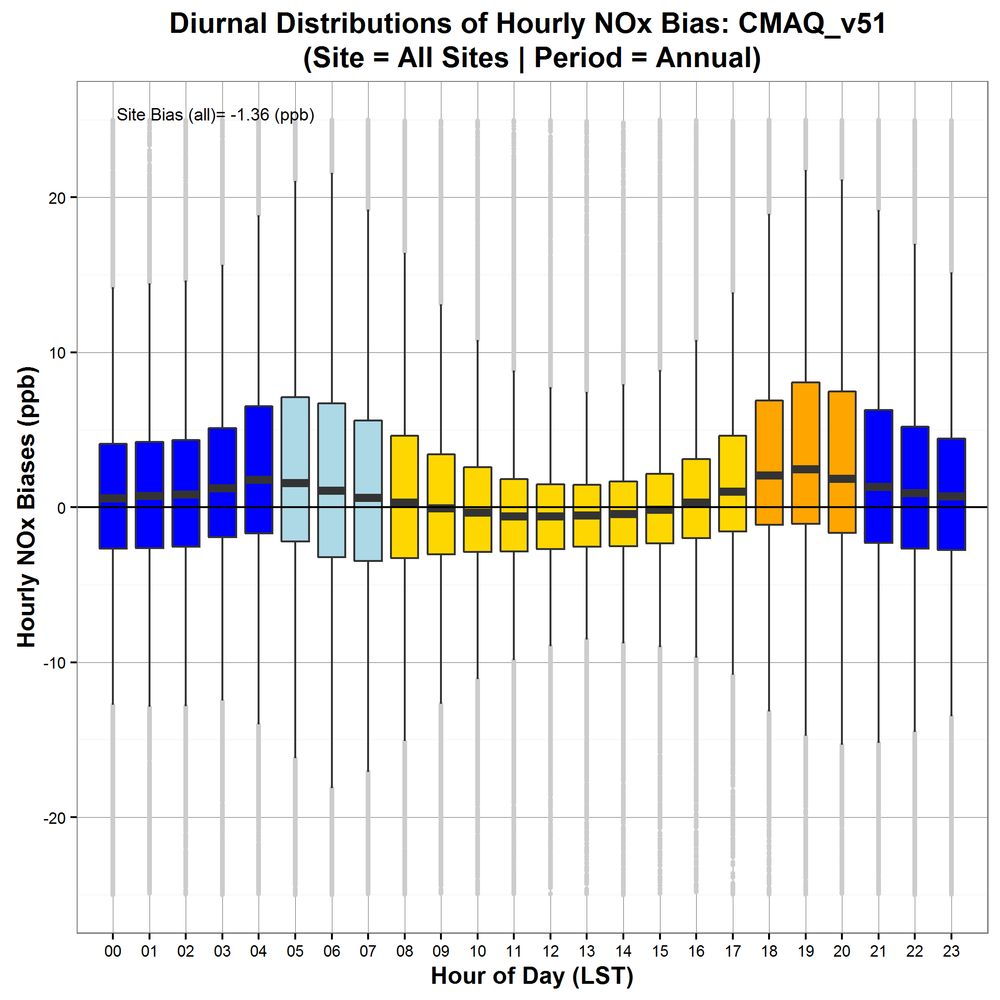 Diurnal Distributions of Hourly NOx Bias: CMAQ_v51
(Site = All Sites | Period = Annual)
Site Bias (all)= -1.36 (ppb)
20
10
0
-10
-20
Hourly NOx Biases (ppb)
00 01 02 03 04 05 06 07 08 09 10 11 12 13 14 15 16 17 18 19 20 21 22 23
Hour of Day (LST)